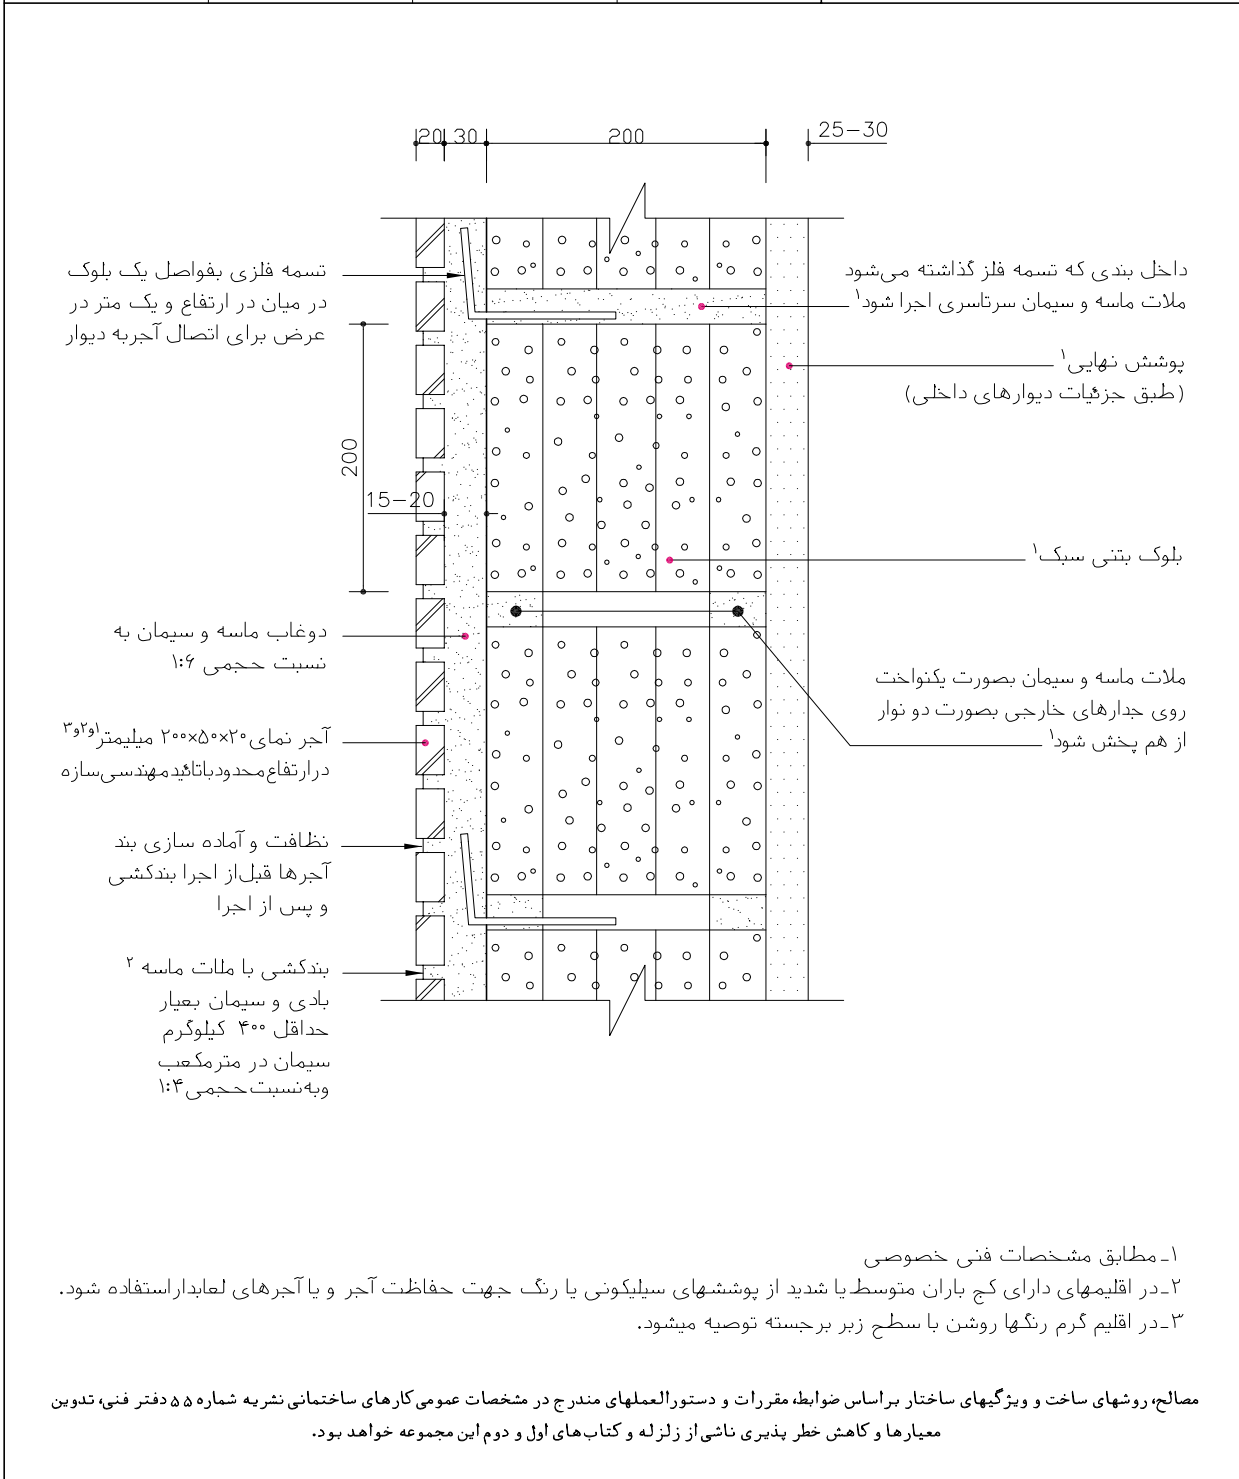 20 30 200 25-30
داخل بندی که تسمه فلز گذاشته می‌شود
ملات ماسه و سیمان سرتاسری اجرا شود۱
پوشش نهایی۱
(طبق جزئیات دیوارهای داخلی)
بلوک بتنی سبک۱
ملات ماسه و سیمان بصورت یکنواخت
روی جدارهای خارجی بصورت دو نوار
از هم پخش شود۱
تسمه فلزی بفواصل یک بلوک
در میان در ارتفاع و یک متر در
عرض برای اتصال آجربه دیوار
200
15-20
دوغاب ماسه و سیمان به
نسبت حجمی ۱:۶
آجر نمای ۲۰×۵۰×۲۰۰ میلیمتر۱و۲و۳
درارتفاع محدودباتائیدمهندسی سازه
نظافت و آماده سازی بند
آجرها قبل از اجرا بندکشی
و پس از اجرا
بندکشی با ملات ماسه ۲
بادی و سیمان بعیار
حداقل ۴۰۰ کیلوگرم
سیمان در مترمکعب
وبه نسبت حجمی ۱:۴
۱_ مطابق مشخصات فنی خصوصی
۲_در اقلیمهای دارای کج باران متوسط یا شدید از پوششهای سیلیکونی یا رنگ جهت حفاظت آجر و یا آجرهای لعابداراستفاده شود.
۳_در اقلیم گرم رنگها روشن با سطح زبر برجسته توصیه میشود.
مصالح، روشهای ساخت و ویژگیهای ساختار براساس ضوابط، مقررات و دستورالعملهای مندرج در مشخصات عمومی کارهای ساختمانی نشریه شماره ۵۵ دفتر فنی، تدوین
معیارها و کاهش خطر پذیری ناشی از زلزله و کتاب‌های اول و دوم این مجموعه خواهد بود.